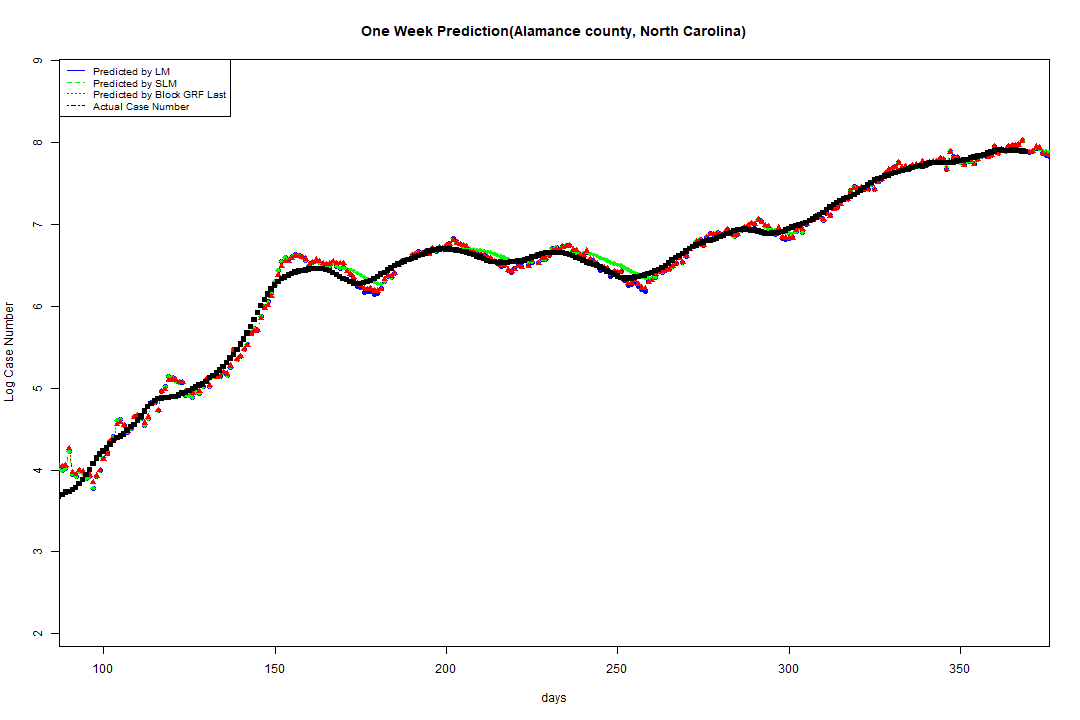 One Week Prediction(Alamance county, North Carolina)
Predicted by LM
Predicted by SLM
Predicted by Block GRF Last
Actual Case Number
9
8
7
6
5
4
3
2
Log Case Number
100 150 200 250 300 350
days